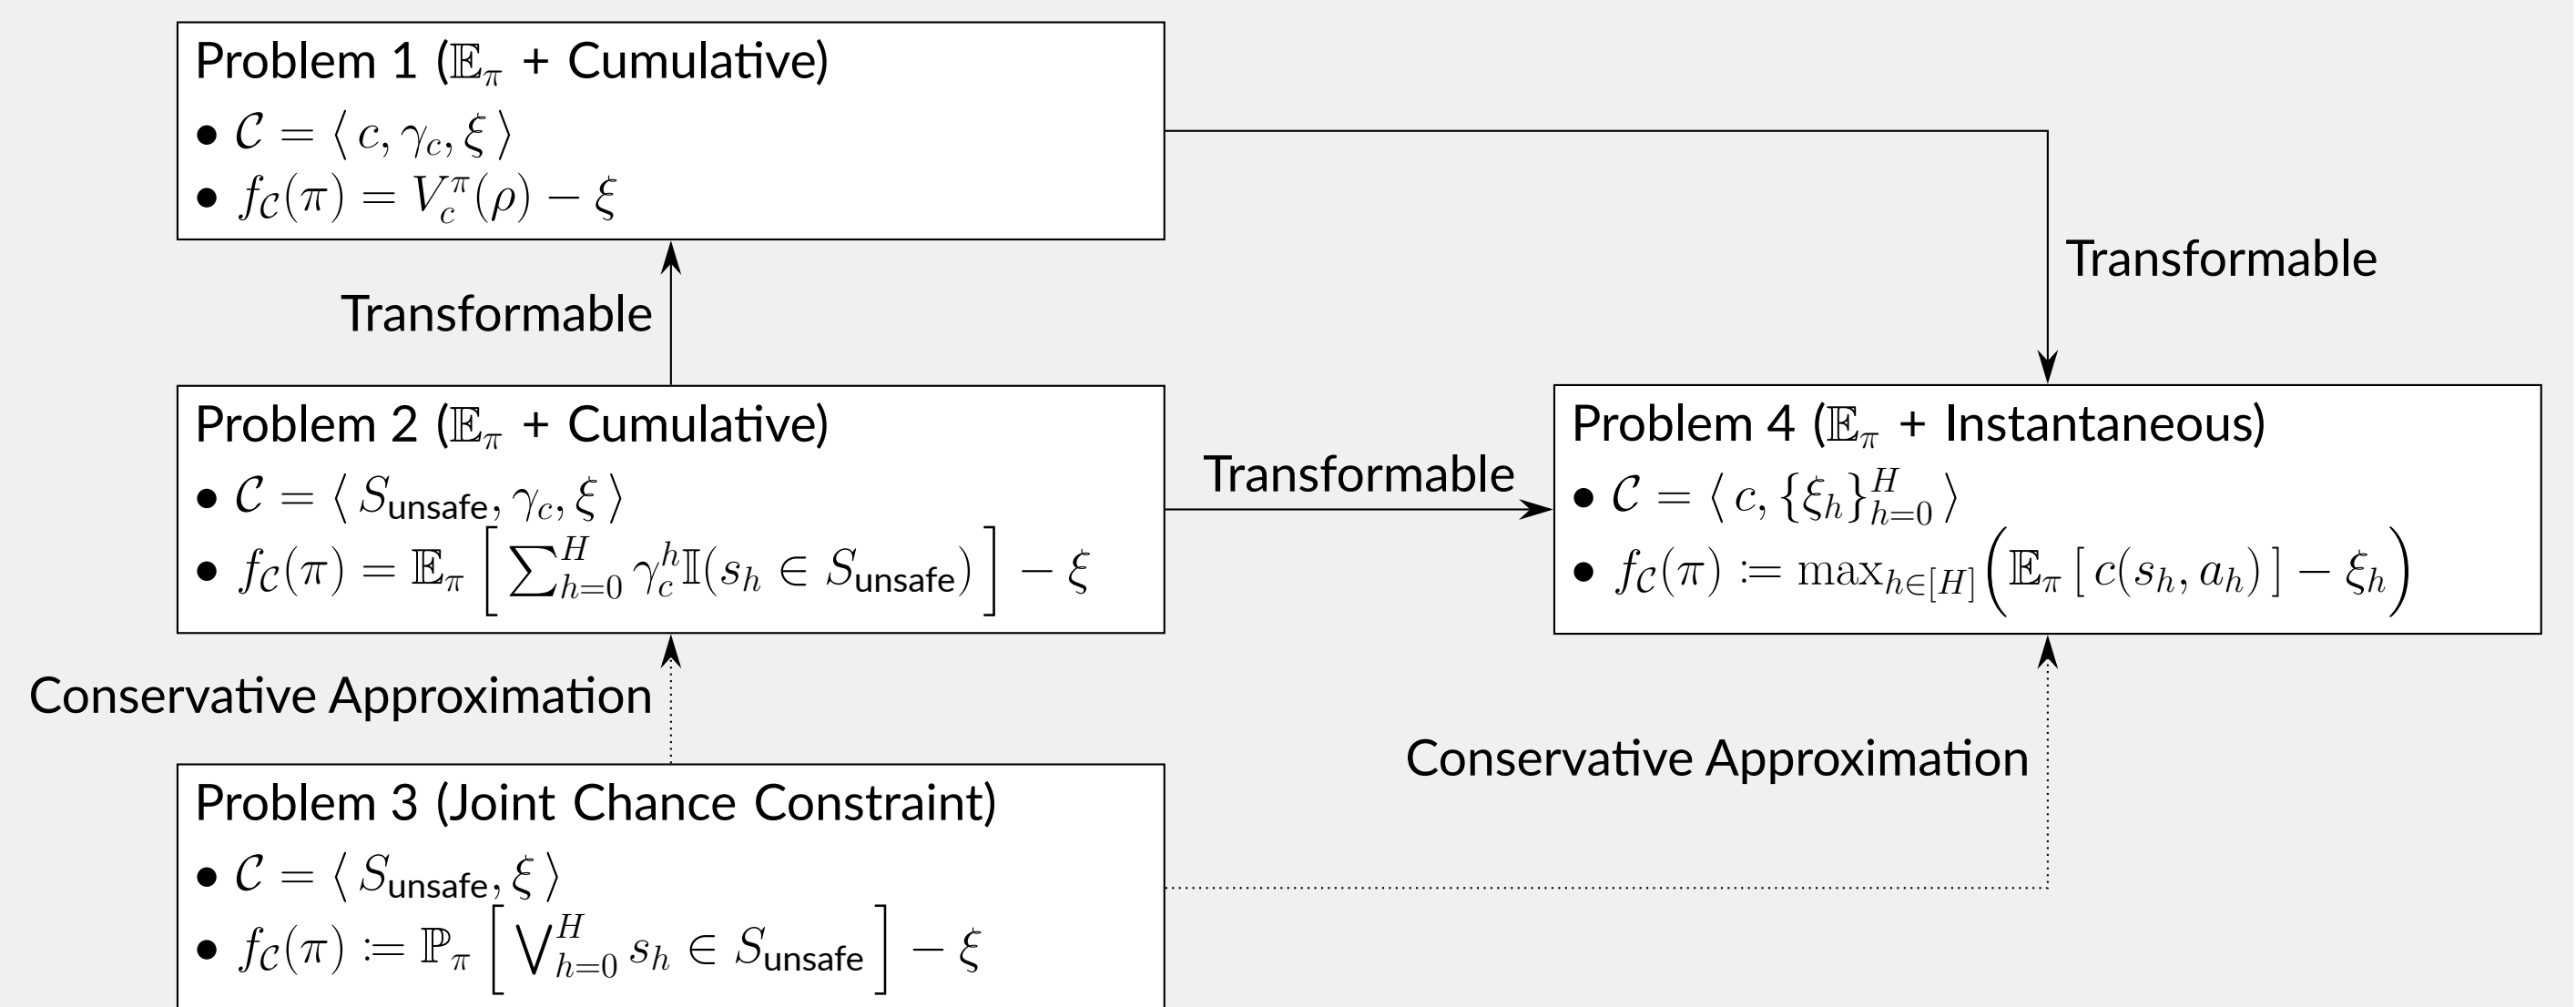 Problem 1 (𝔼_π + Cumulative)
• 𝒞 = ⟨ c, γ_c, ξ ⟩
• f_𝒞(π) = V_c^π(ρ) − ξ
Transformable
Transformable
Problem 2 (𝔼_π + Cumulative)
• 𝒞 = ⟨ S_unsafe, γ_c, ξ ⟩
• f_𝒞(π) = 𝔼_π [ ∑_{h=0}^H γ_c^h 𝕀(s_h ∈ S_unsafe) ] − ξ
Transformable
Problem 4 (𝔼_π + Instantaneous)
• 𝒞 = ⟨ c, {ξ_h}_{h=0}^H ⟩
• f_𝒞(π) := max_{h∈[H]} (𝔼_π [ c(s_h, a_h) ] − ξ_h)
Conservative Approximation
Conservative Approximation
Problem 3 (Joint Chance Constraint)
• 𝒞 = ⟨ S_unsafe, ξ ⟩
• f_𝒞(π) := ℙ_π [ ⋁_{h=0}^H s_h ∈ S_unsafe ] − ξ